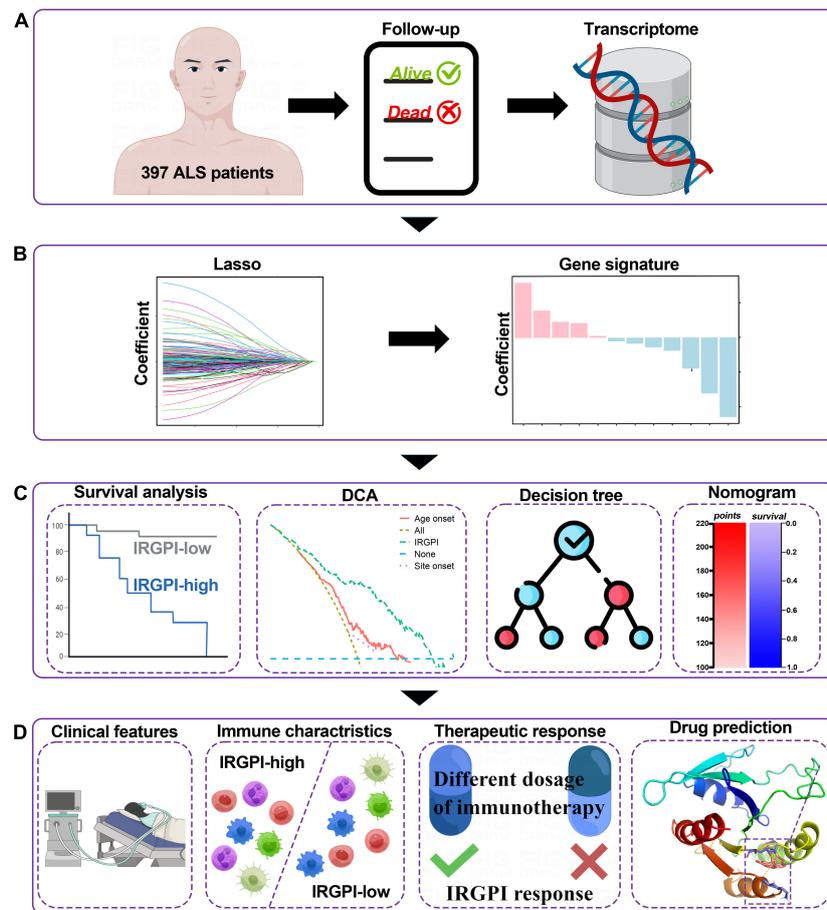 A
Follow-up
Transcriptome
Alive
Dead
397 ALS patients
B
Lasso
Gene signature
Coefficient
Coefficient
C
Survival analysis
DCA
Decision tree
Nomogram
100
80
60
40
20
0
IRGPI-low
IRGPI-high
Age onset
All
IRGPI
None
Site onset
points
survival
220
200
180
160
140
120
100
0.0
0.2
0.4
0.6
0.8
1.0
D
Clinical features
Immune charctristics
Therapeutic response
Drug prediction
IRGPI-high
IRGPI-low
Different dosage
of immunotherapy
IRGPI response